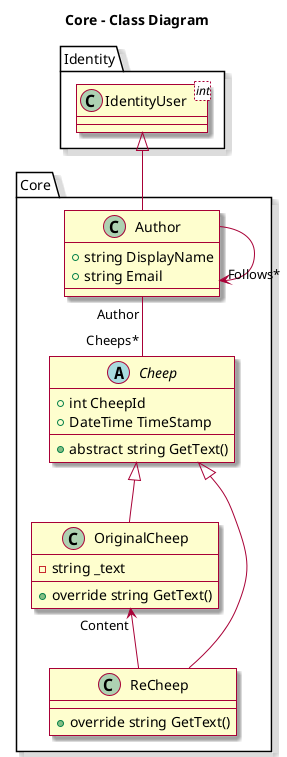 Core - Class Diagram
Identity
C IdentityUser int
Core
C Author
string DisplayName
string Email
Follows*
Author
Cheeps*
A Cheep
int CheepId
DateTime TimeStamp
abstract string GetText()
C OriginalCheep
string _text
override string GetText()
Content
C ReCheep
override string GetText()